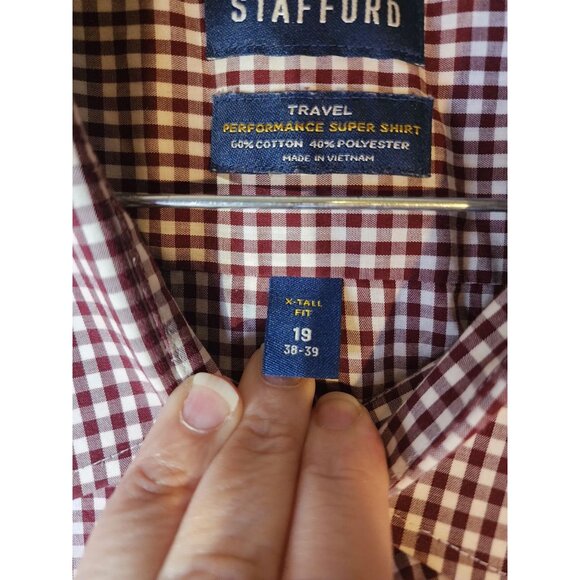 STAFFORD
TRAVEL
PERFORMANCE SUPER SHIRT
60% COTTON 40% POLYESTER
MADE IN VIETNAM
X-TALL
FIT
19
38-39